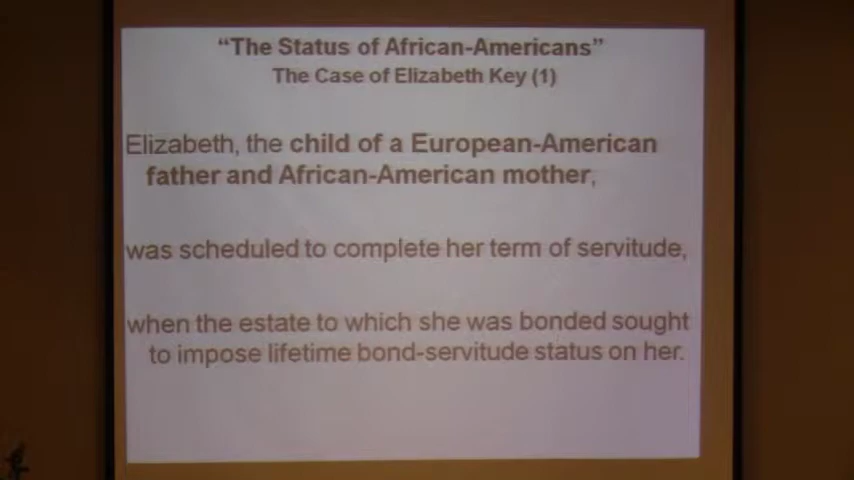 “The Status of African-Americans”
The Case of Elizabeth Key (1)
Elizabeth, the child of a European-American
father and African-American mother,
was scheduled to complete her term of servitude,
when the estate to which she was bonded sought
to impose lifetime bond-servitude status on her.